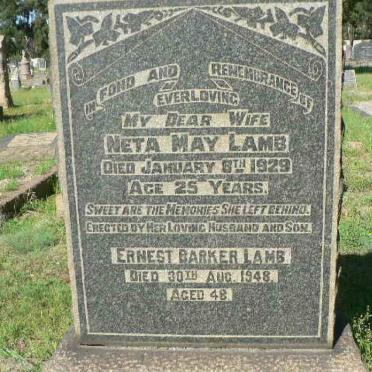 IN FOND AND EVERLOVING REMEMBRANCE OF
MY DEAR WIFE
NETA MAY LAMB
DIED JANUARY 8TH 1929
AGE 25 YEARS.
SWEET ARE THE MEMORIES SHE LEFT BEHIND.
ERECTED BY HER LOVING HUSBAND AND SON.
ERNEST BARKER LAMB
DIED 30TH AUG. 1948.
AGED 48